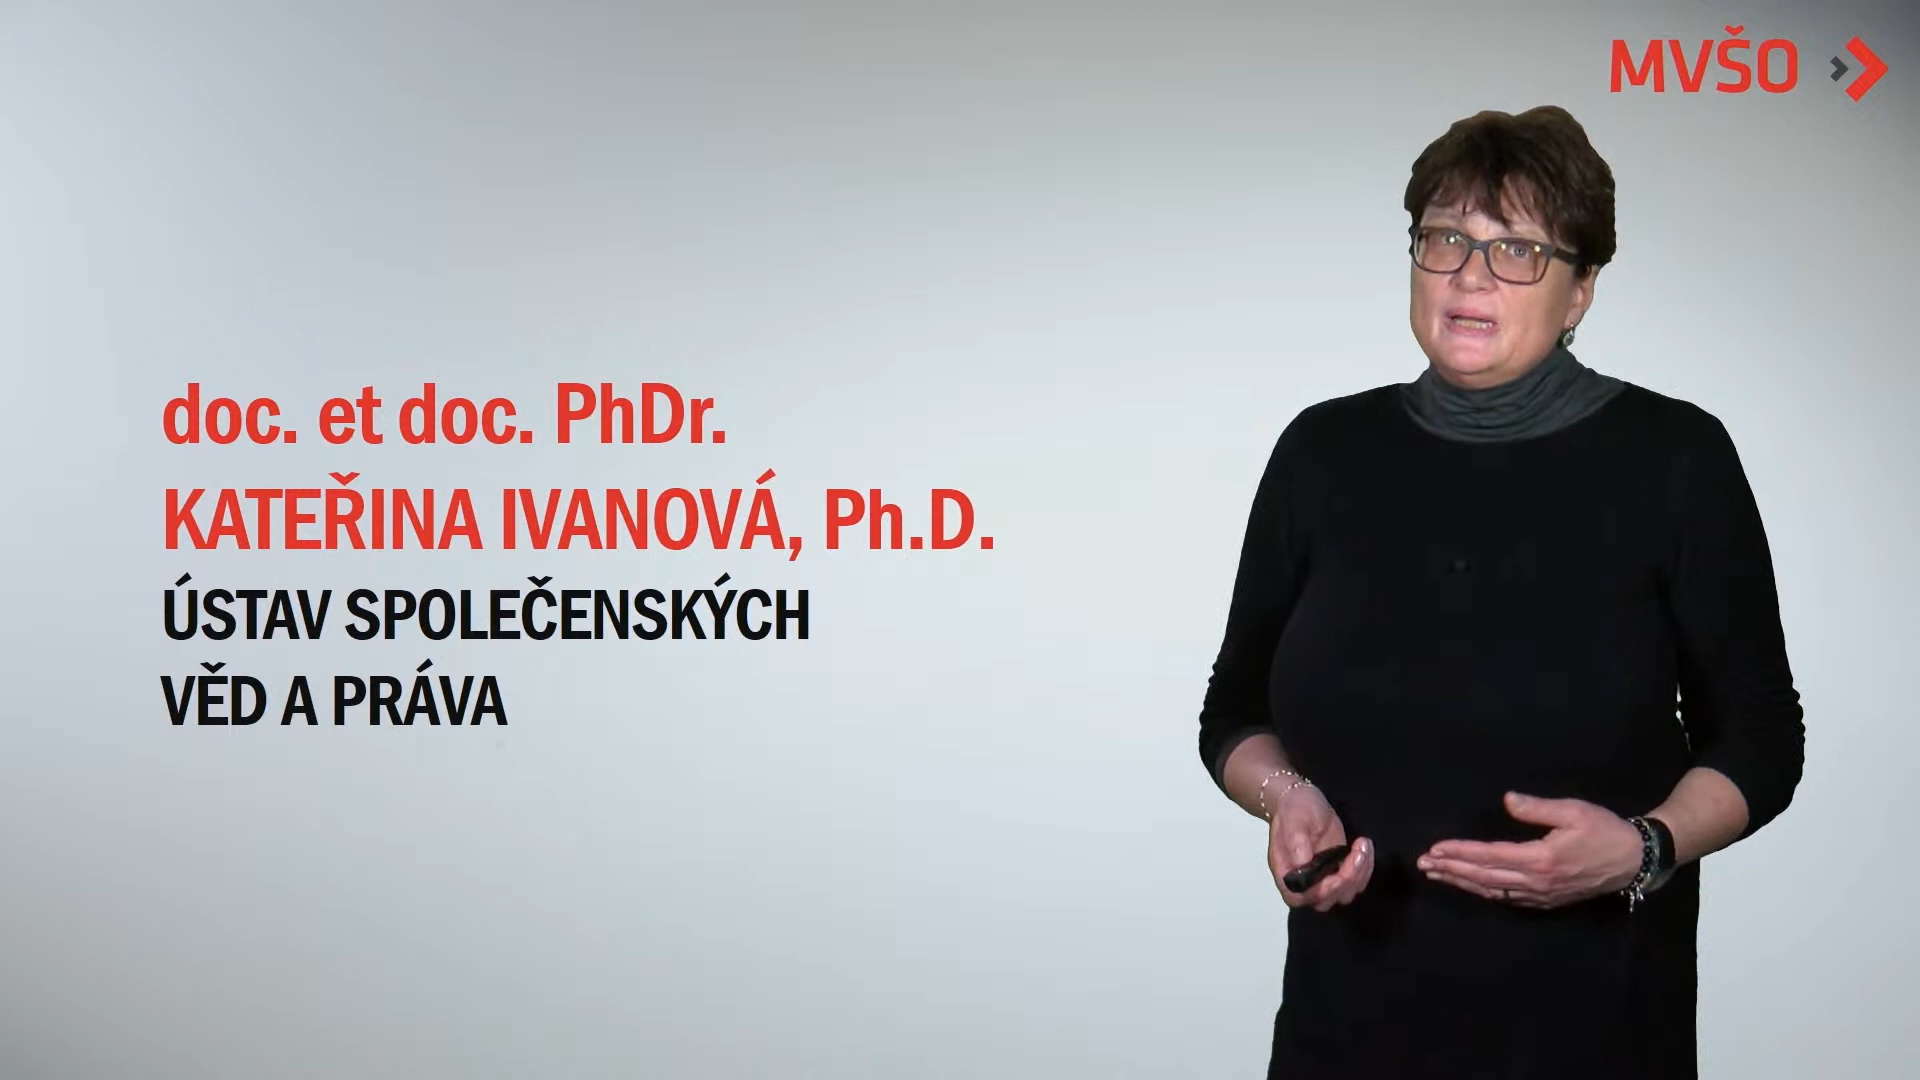 MVŠO
doc. et doc. PhDr.
KATEŘINA IVANOVÁ, Ph.D.
ÚSTAV SPOLEČENSKÝCH
VĚD A PRÁVA